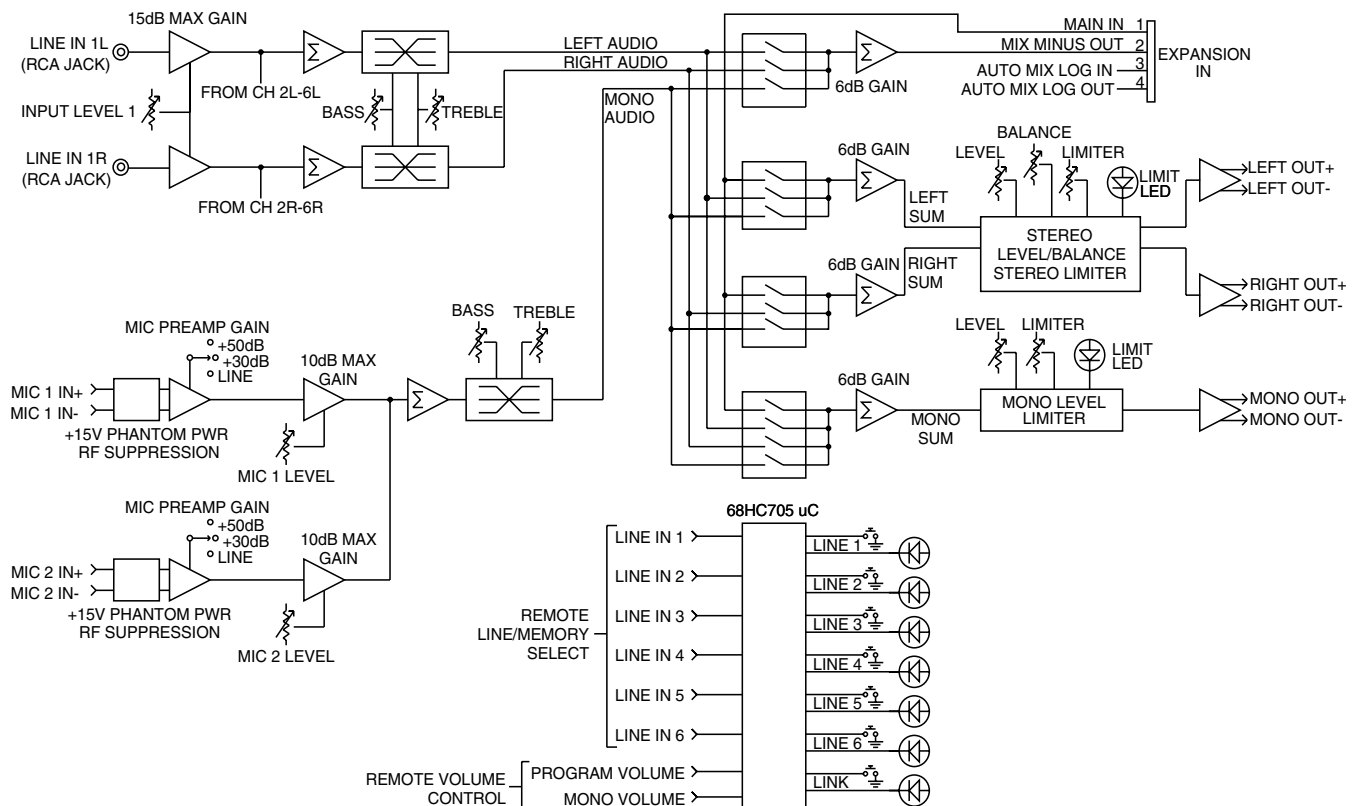 15dB MAX GAIN
LINE IN 1L
(RCA JACK)
FROM CH 2L-6L
INPUT LEVEL 1
LINE IN 1R
(RCA JACK)
FROM CH 2R-6R
BASS
TREBLE
LEFT AUDIO
RIGHT AUDIO
MONO
AUDIO
6dB GAIN
MAIN IN 1
MIX MINUS OUT 2
AUTO MIX LOG IN 3
AUTO MIX LOG OUT 4
EXPANSION
IN
6dB GAIN
LEFT
SUM
BALANCE
LEVEL
LIMITER
LIMIT
LED
STEREO
LEVEL/BALANCE
STEREO LIMITER
LEFT OUT+
LEFT OUT-
6dB GAIN
RIGHT
SUM
RIGHT OUT+
RIGHT OUT-
LEVEL
LIMITER
LIMIT
LED
6dB GAIN
MONO
SUM
MONO LEVEL
LIMITER
MONO OUT+
MONO OUT-
BASS
TREBLE
MIC PREAMP GAIN
+50dB
+30dB
LINE
10dB MAX
GAIN
MIC 1 IN+
MIC 1 IN-
+15V PHANTOM PWR
RF SUPPRESSION
MIC 1 LEVEL
MIC PREAMP GAIN
+50dB
+30dB
LINE
10dB MAX
GAIN
MIC 2 IN+
MIC 2 IN-
+15V PHANTOM PWR
RF SUPPRESSION
MIC 2 LEVEL
68HC705 uC
REMOTE
LINE/MEMORY
SELECT
LINE IN 1
LINE IN 2
LINE IN 3
LINE IN 4
LINE IN 5
LINE IN 6
LINE 1
LINE 2
LINE 3
LINE 4
LINE 5
LINE 6
LINK
REMOTE VOLUME
CONTROL
PROGRAM VOLUME
MONO VOLUME
Σ
Σ
Σ
Σ
Σ
Σ
Σ